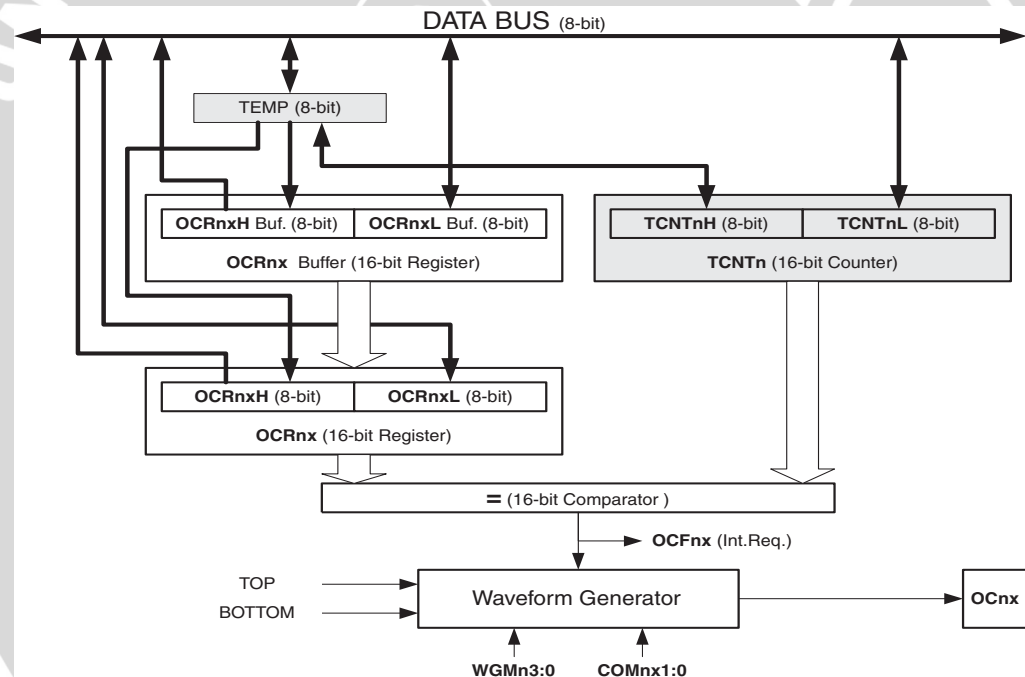 DATA BUS (8-bit)
TEMP (8-bit)
OCRnxH Buf. (8-bit) OCRnxL Buf. (8-bit)
OCRnx Buffer (16-bit Register)
TCNTnH (8-bit) TCNTnL (8-bit)
TCNTn (16-bit Counter)
OCRnxH (8-bit) OCRnxL (8-bit)
OCRnx (16-bit Register)
= (16-bit Comparator )
OCFnx (Int.Req.)
TOP
BOTTOM
Waveform Generator
OCnx
WGMn3:0 COMnx1:0